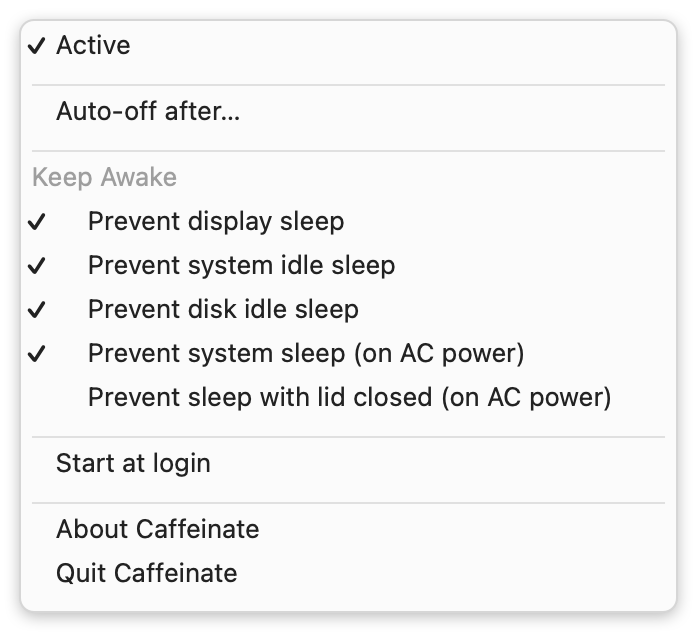 ✓ Active
Auto-off after...
Keep Awake
✓ Prevent display sleep
✓ Prevent system idle sleep
✓ Prevent disk idle sleep
✓ Prevent system sleep (on AC power)
Prevent sleep with lid closed (on AC power)
Start at login
About Caffeinate
Quit Caffeinate